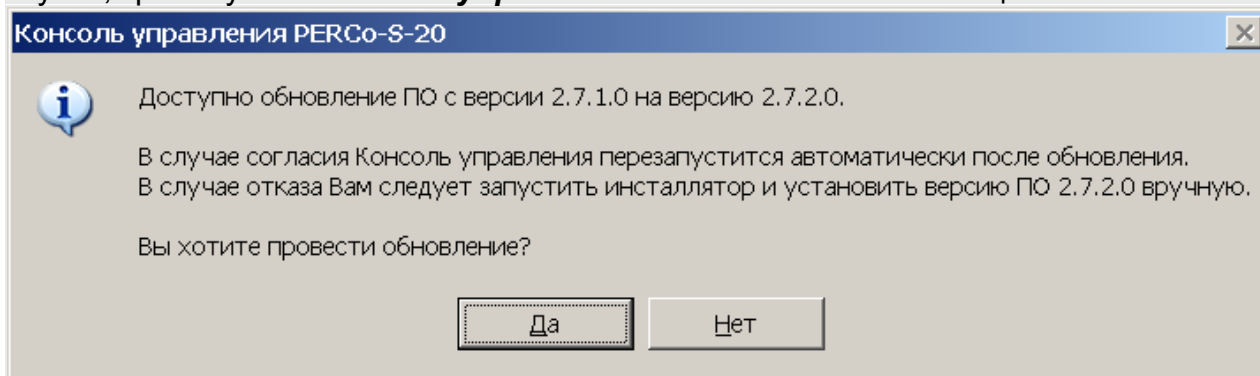 Консоль управления PERCo-S-20
Доступно обновление ПО с версии 2.7.1.0 на версию 2.7.2.0.
В случае согласия Консоль управления перезапустится автоматически после обновления.
В случае отказа Вам следует запустить инсталлятор и установить версию ПО 2.7.2.0 вручную.
Вы хотите провести обновление?
Да Нет